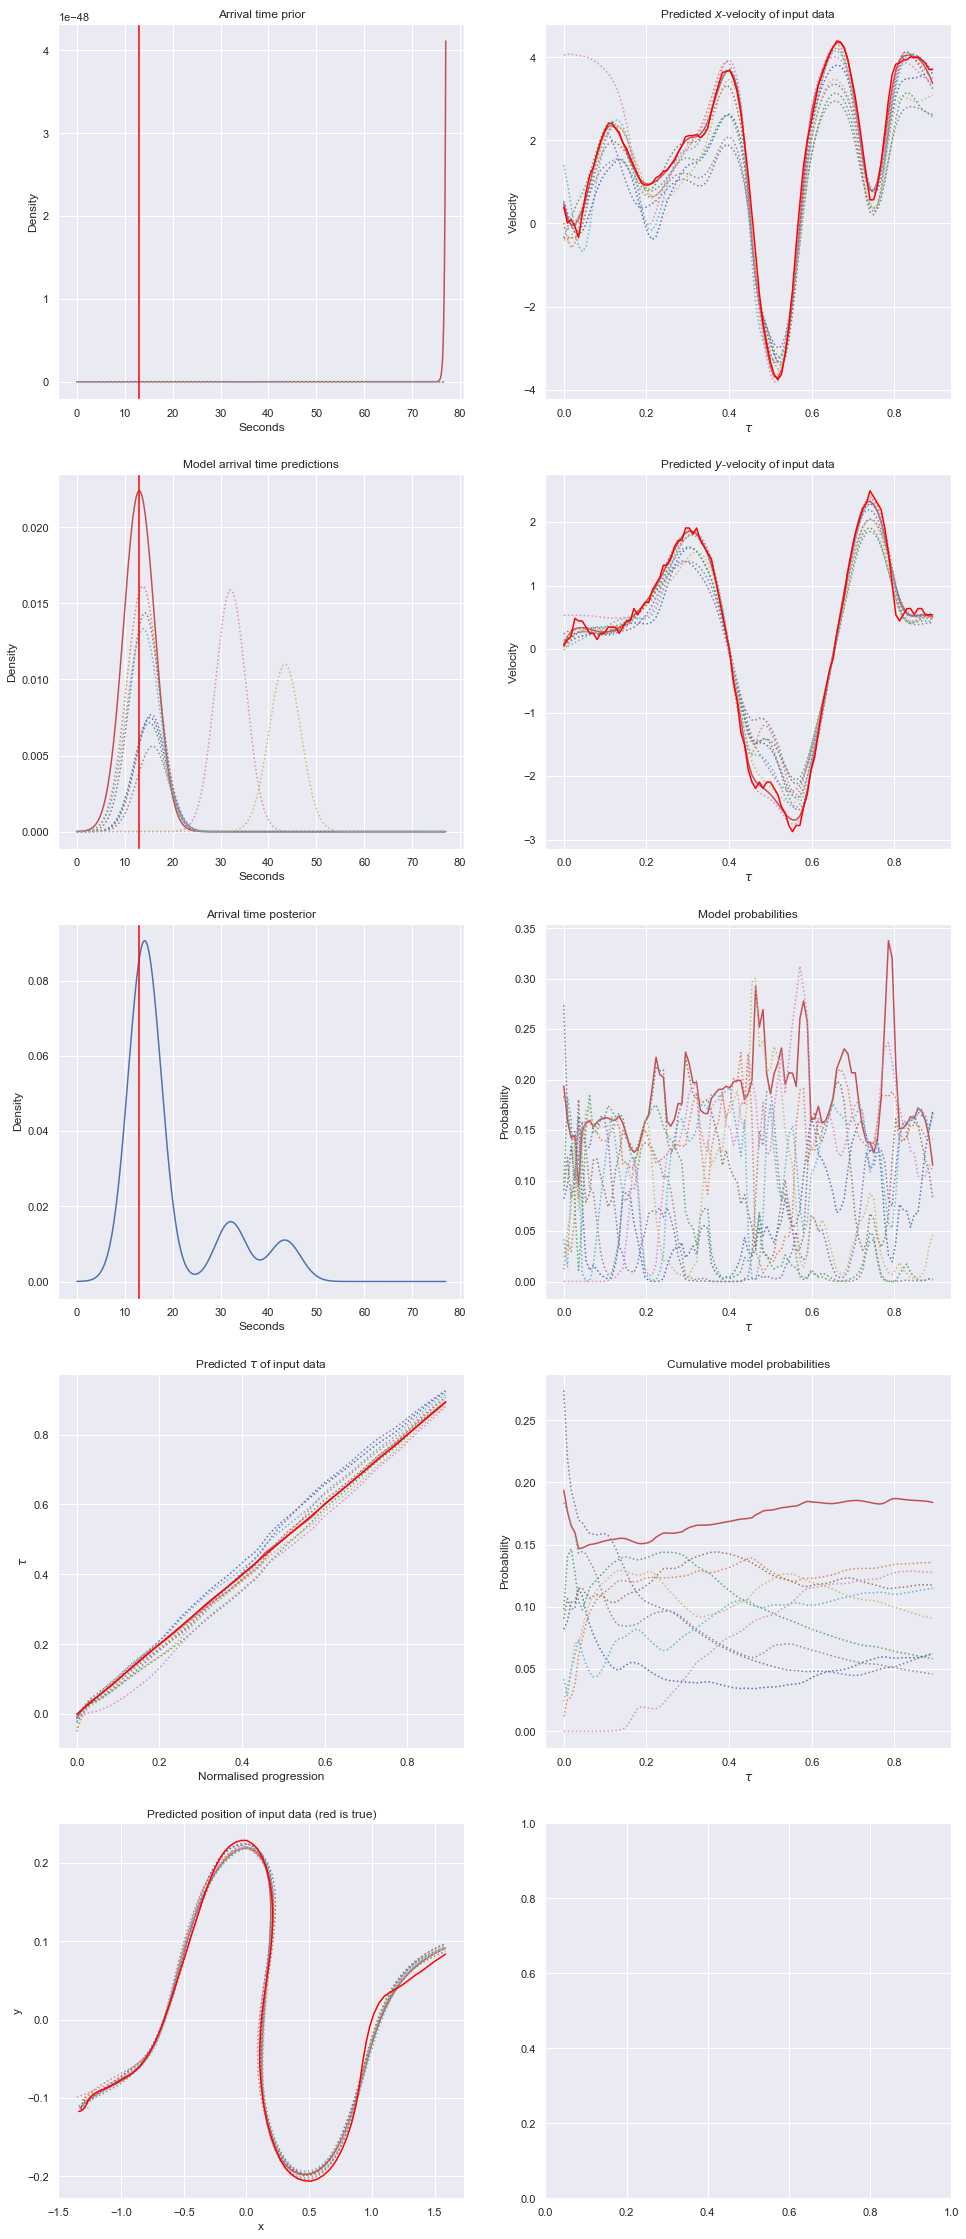 Arrival time prior
1e−48
4
3
2
1
0
Density
0 10 20 30 40 50 60 70 80
Seconds
Predicted x-velocity of input data
4
2
0
−2
−4
Velocity
0.0 0.2 0.4 0.6 0.8
τ
Model arrival time predictions
0.020
0.015
0.010
0.005
0.000
Density
0 10 20 30 40 50 60 70 80
Seconds
Predicted y-velocity of input data
2
1
0
−1
−2
−3
Velocity
0.0 0.2 0.4 0.6 0.8
τ
Arrival time posterior
0.08
0.06
0.04
0.02
0.00
Density
0 10 20 30 40 50 60 70 80
Seconds
Model probabilities
0.35
0.30
0.25
0.20
0.15
0.10
0.05
0.00
Probability
0.0 0.2 0.4 0.6 0.8
τ
Predicted τ of input data
0.8
0.6
0.4
0.2
0.0
τ
0.0 0.2 0.4 0.6 0.8
Normalised progression
Cumulative model probabilities
0.25
0.20
0.15
0.10
0.05
0.00
Probability
0.0 0.2 0.4 0.6 0.8
τ
Predicted position of input data (red is true)
0.2
0.1
0.0
−0.1
−0.2
y
−1.5 −1.0 −0.5 0.0 0.5 1.0 1.5
x
1.0
0.8
0.6
0.4
0.2
0.0
0.0 0.2 0.4 0.6 0.8 1.0